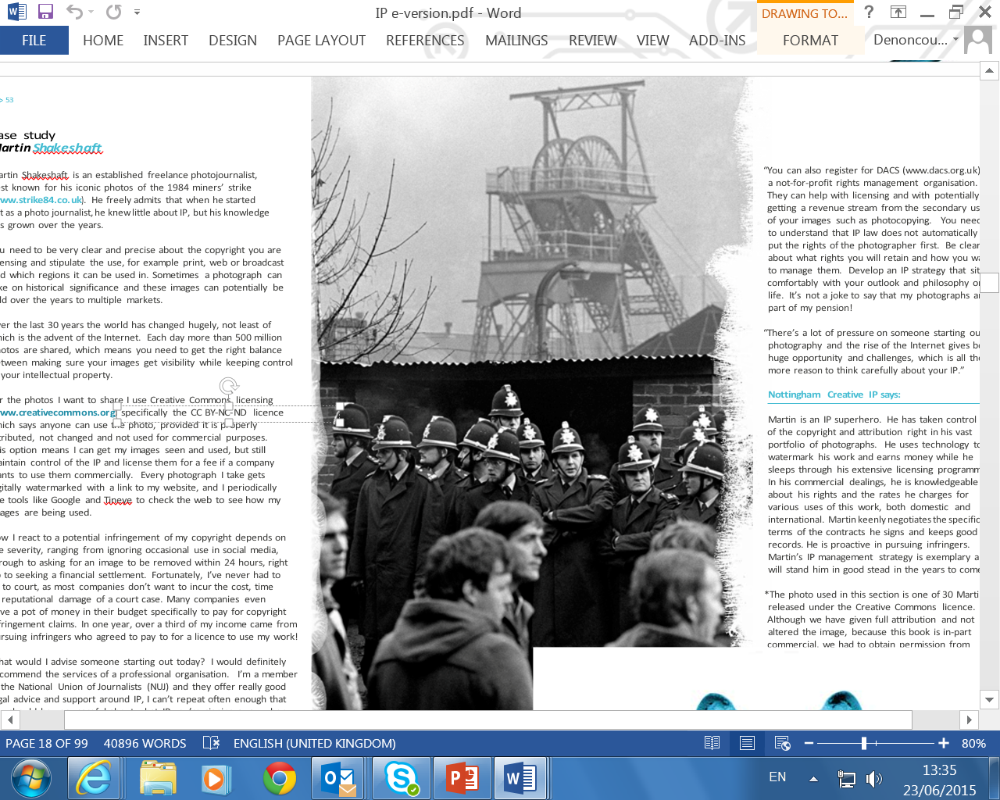 IP e-version.pdf - Word
DRAWING TO...
FILE HOME INSERT DESIGN PAGE LAYOUT REFERENCES MAILINGS REVIEW VIEW ADD-INS FORMAT Denoncou...
> 53
ase study
artin Shakeshaft
artin Shakeshaft is an established freelance photojournalist,
st known for his iconic photos of the 1984 miners’ strike
ww.strike84.co.uk). He freely admits that when he started
t as a photo journalist, he knew little about IP, but his knowledge
s grown over the years.
u need to be very clear and precise about the copyright you are
ensing and stipulate the use, for example print, web or broadcast
d which regions it can be used in. Sometimes a photograph can
ke on historical significance and these images can potentially be
ld over the years to multiple markets.
er the last 30 years the world has changed hugely, not least of
hich is the advent of the Internet. Each day more than 500 million
otos are shared, which means you need to get the right balance
tween making sure your images get visibility while keeping control
your intellectual property.
r the photos I want to share I use Creative Commons licensing
ww.creativecommons.org) specifically the CC BY-NC-ND licence
hich says anyone can use the photo, provided it is properly
tributed, not changed and not used for commercial purposes.
is option means I can get my images seen and used, but still
aintain control of the IP and license them for a fee if a company
ants to use them commercially. Every photograph I take gets
gitally watermarked with a link to my website, and I periodically
e tools like Google and Tineye to check the web to see how my
ages are being used.
ow I react to a potential infringement of my copyright depends on
e severity, ranging from ignoring occasional use in social media,
rough to asking for an image to be removed within 24 hours, right
to seeking a financial settlement. Fortunately, I’ve never had to
to court, as most companies don’t want to incur the cost, time
reputational damage of a court case. Many companies even
ve a pot of money in their budget specifically to pay for copyright
fringement claims. In one year, over a third of my income came from
rsuing infringers who agreed to pay to for a licence to use my work!
hat would I advise someone starting out today? I would definitely
commend the services of a professional organisation. I’m a member
the National Union of Journalists (NUJ) and they offer really good
gal advice and support around IP, I can’t repeat often enough that
“You can also register for DACS (www.dacs.org.uk)
a not-for-profit rights management organisation.
They can help with licensing and with potentially
getting a revenue stream from the secondary us
of your images such as photocopying. You need
to understand that IP law does not automatically
put the rights of the photographer first. Be clear
about what rights you will retain and how you wa
to manage them. Develop an IP strategy that sit
comfortably with your outlook and philosophy on
life. It’s not a joke to say that my photographs ar
part of my pension!
“There’s a lot of pressure on someone starting ou
photography and the rise of the Internet gives bo
huge opportunity and challenges, which is all the
more reason to think carefully about your IP.”
Nottingham Creative IP says:
Martin is an IP superhero. He has taken control
of the copyright and attribution right in his vast
portfolio of photographs. He uses technology to
watermark his work and earns money while he
sleeps through his extensive licensing programm
In his commercial dealings, he is knowledgeable
about his rights and the rates he charges for
various uses of this work, both domestic and
international. Martin keenly negotiates the specific
terms of the contracts he signs and keeps good
records. He is proactive in pursuing infringers.
Martin’s IP management strategy is exemplary a
will stand him in good stead in the years to come
*The photo used in this section is one of 30 Marti
released under the Creative Commons licence.
Although we have given full attribution and not
altered the image, because this book is in-part
commercial, we had to obtain permission from
PAGE 18 OF 99 40896 WORDS ENGLISH (UNITED KINGDOM) 80%
EN
13:35
23/06/2015